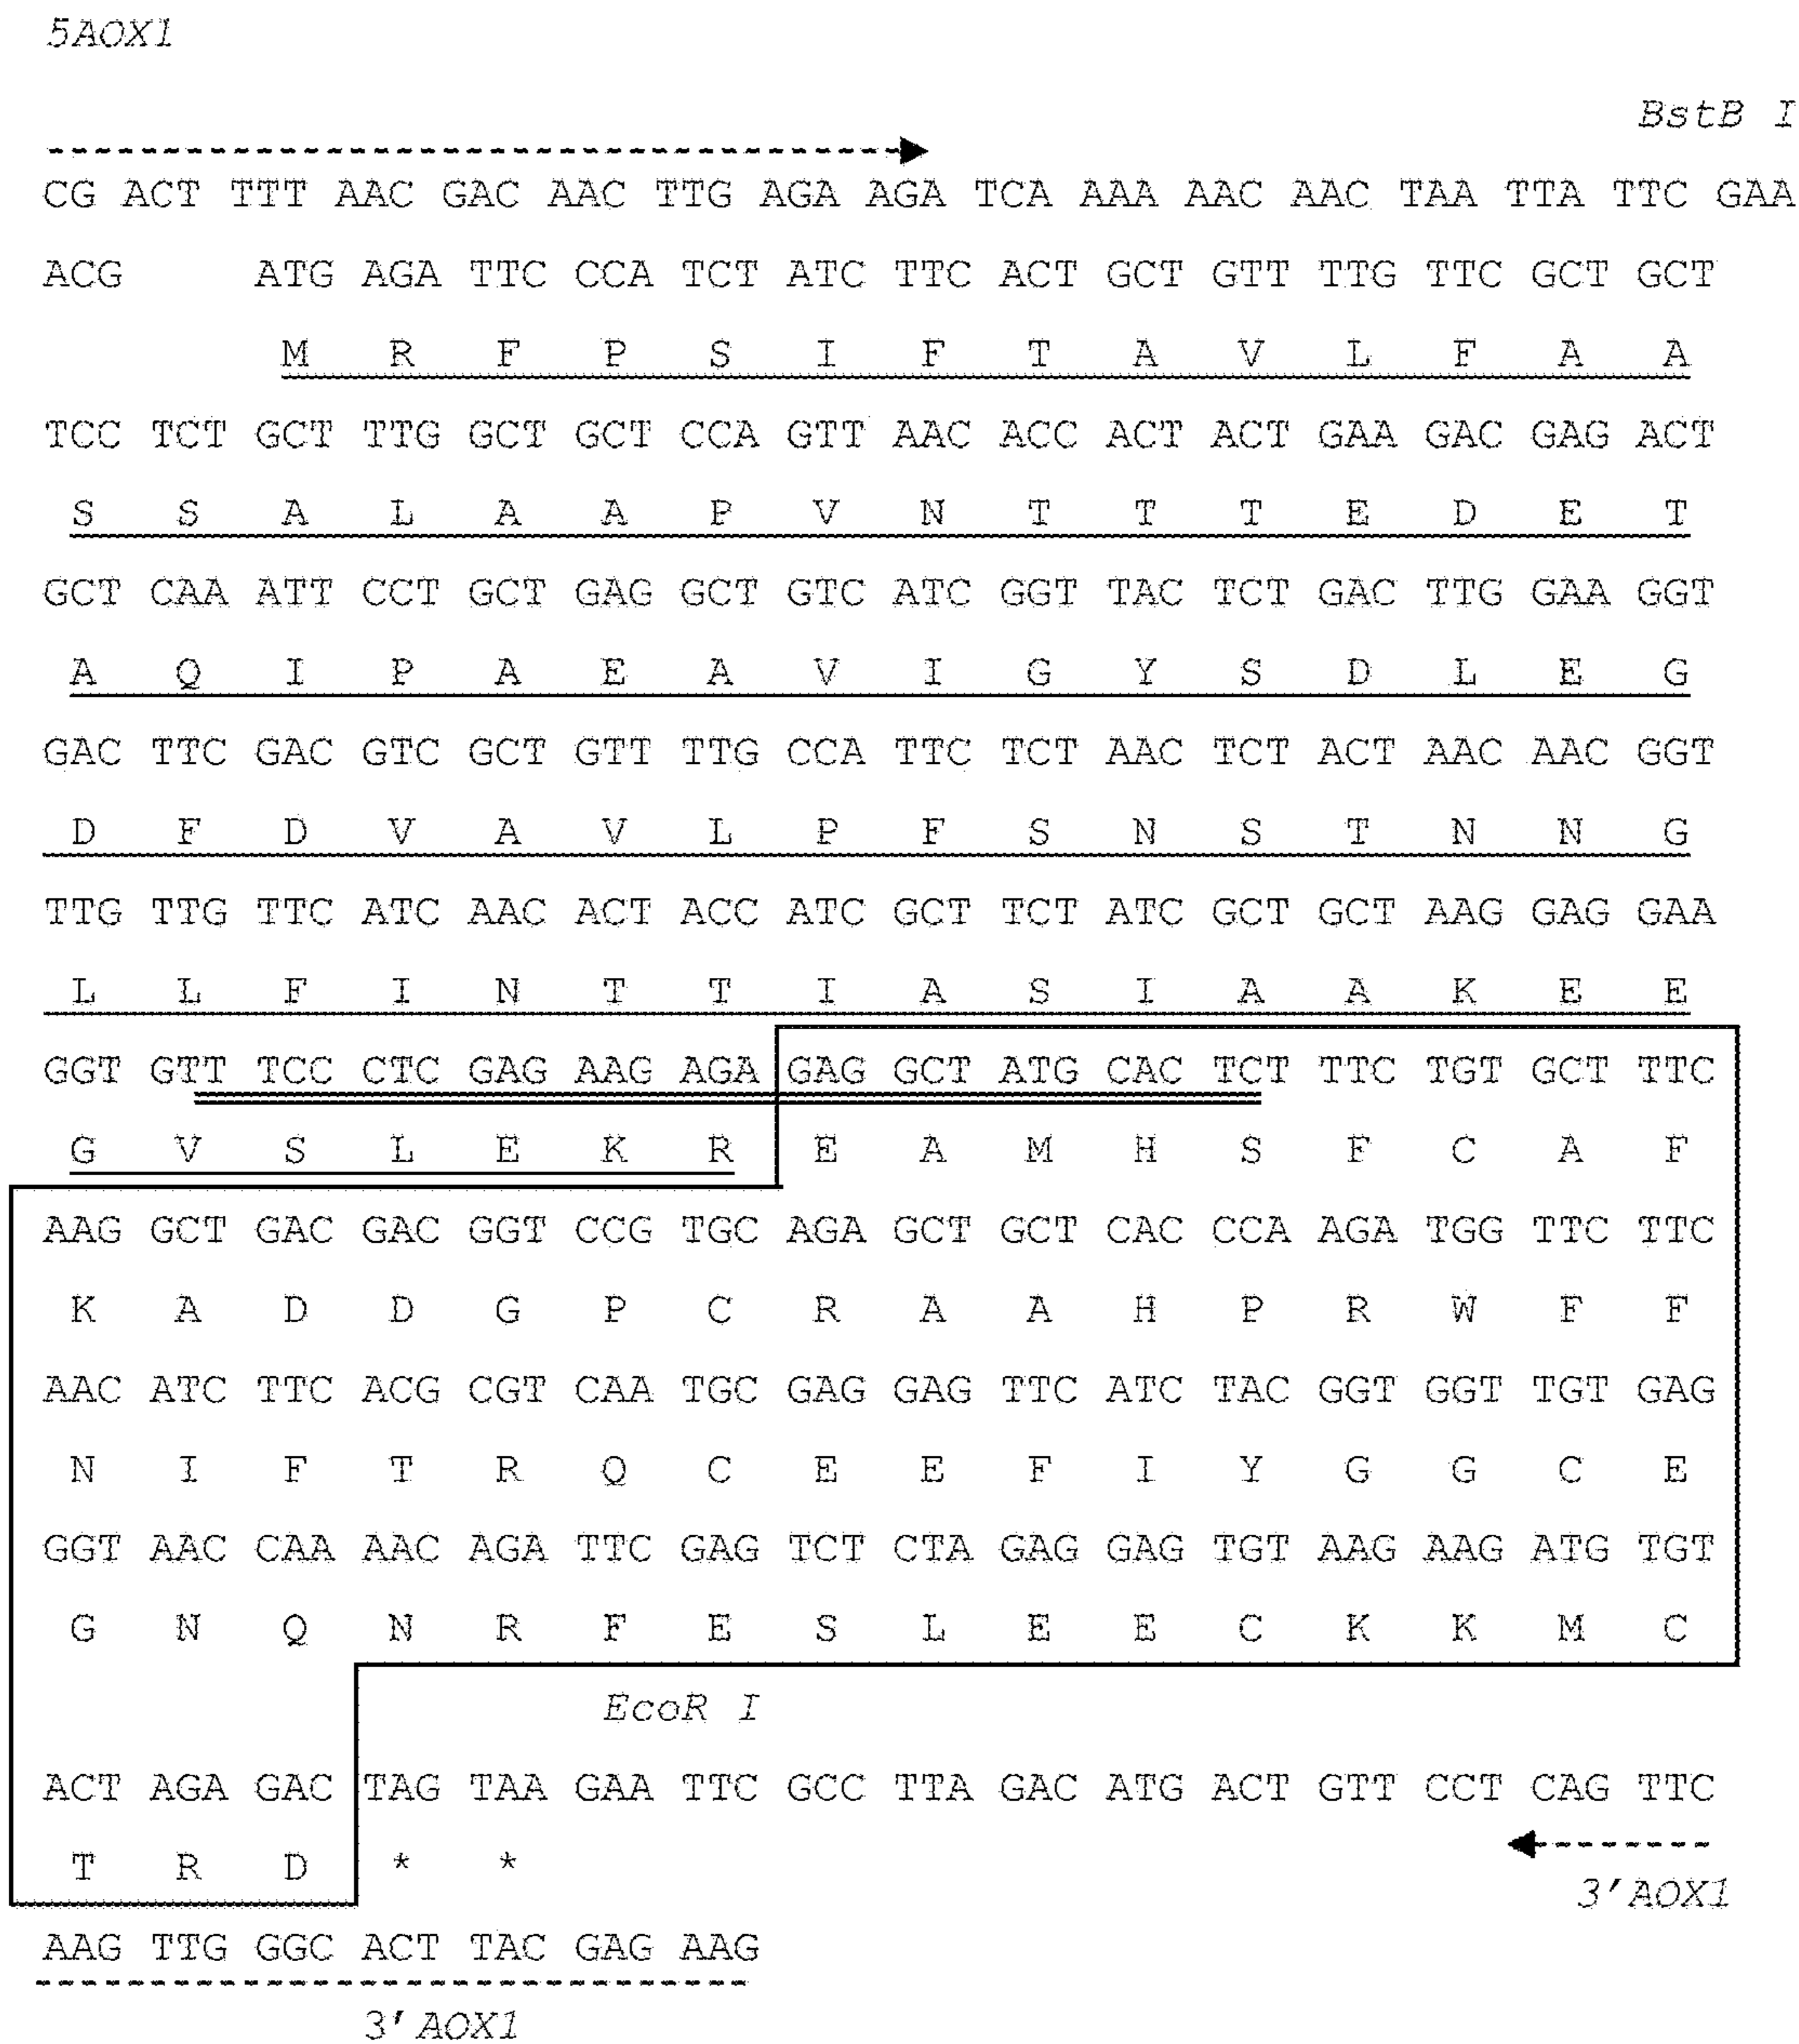 5AOX1
BstB I
CG ACT TTT AAC GAC AAC TTG AGA AGA TCA AAA AAC AAC TAA TTA TTC GAA
ACG ATG AGA TTC CCA TCT ATC TTC ACT GCT GTT TTG TTC GCT GCT
M R F P S I F T A V L F A A
TCC TCT GCT TTG GCT GCT CCA GTT AAC ACC ACT ACT GAA GAC GAG ACT
S S A L A A P V N T T T E D E T
GCT CAA ATT CCT GCT GAG GCT GTC ATC GGT TAC TCT GAC TTG GAA GGT
A Q I P A E A V I G Y S D L E G
GAC TTC GAC GTC GCT GTT TTG CCA TTC TCT AAC TCT ACT AAC AAC GGT
D F D V A V L P F S N S T N N G
TTG TTG TTC ATC AAC ACT ACC ATC GCT TCT ATC GCT GCT AAG GAG GAA
L L F I N T T I A S I A A K E E
GGT GTT TCC CTC GAG AAG AGA GAG GCT ATG CAC TCT TTC TGT GCT TTC
G V S L E K R E A M H S F C A F
AAG GCT GAC GAC GGT CCG TGC AGA GCT GCT CAC CCA AGA TGG TTC TTC
K A D D G P C R A A H P R W F F
AAC ATC TTC ACG CGT CAA TGC GAG GAG TTC ATC TAC GGT GGT TGT GAG
N I F T R Q C E E F I Y G G C E
GGT AAC CAA AAC AGA TTC GAG TCT CTA GAG GAG TGT AAG AAG ATG TGT
G N Q N R F E S L E E C K K M C
EcoR I
ACT AGA GAC TAG TAA GAA TTC GCC TTA GAC ATG ACT GTT CCT CAG TTC
T R D * *
3'AOX1
AAG TTG GGC ACT TAC GAG AAG
3'AOX1